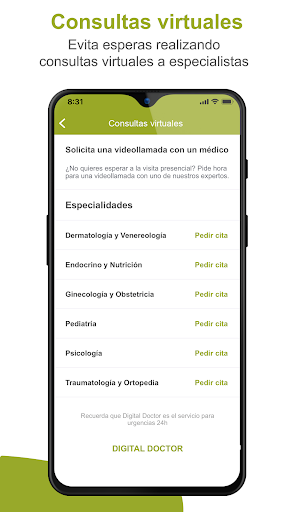 Consultas virtuales
Evita esperas realizando
consultas virtuales a especialistas
8:31
Consultas virtuales
Solicita una videollamada con un médico
¿No quieres esperar a la visita presencial? Pide hora
para una videollamada con uno de nuestros expertos.
Especialidades
Dermatología y Venereología Pedir cita
Endocrino y Nutrición Pedir cita
Ginecología y Obstetricia Pedir cita
Pediatría Pedir cita
Psicología Pedir cita
Traumatología y Ortopedia Pedir cita
Recuerda que Digital Doctor es el servicio para
urgencias 24h
DIGITAL DOCTOR